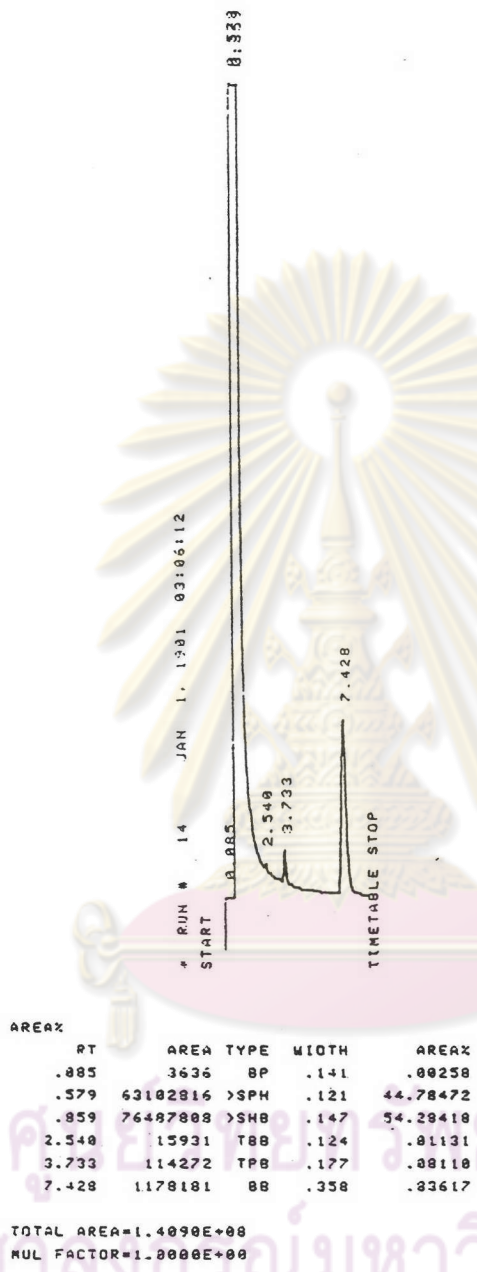 * RUN # 14 JAN 1, 1901 03:06:12
START
0.085
2.540
3.733
7.428
TIMETABLE STOP
AREA%
RT AREA TYPE WIDTH AREA%
.085 3636 BP .141 .00258
.579 63102816 >SPH .121 44.78472
.859 76487808 >SHB .147 54.28418
2.540 15931 TBB .124 .01131
3.733 114272 TPB .177 .08110
7.428 1178181 BB .358 .83617
TOTAL AREA=1.4090E+08
MUL FACTOR=1.0000E+00